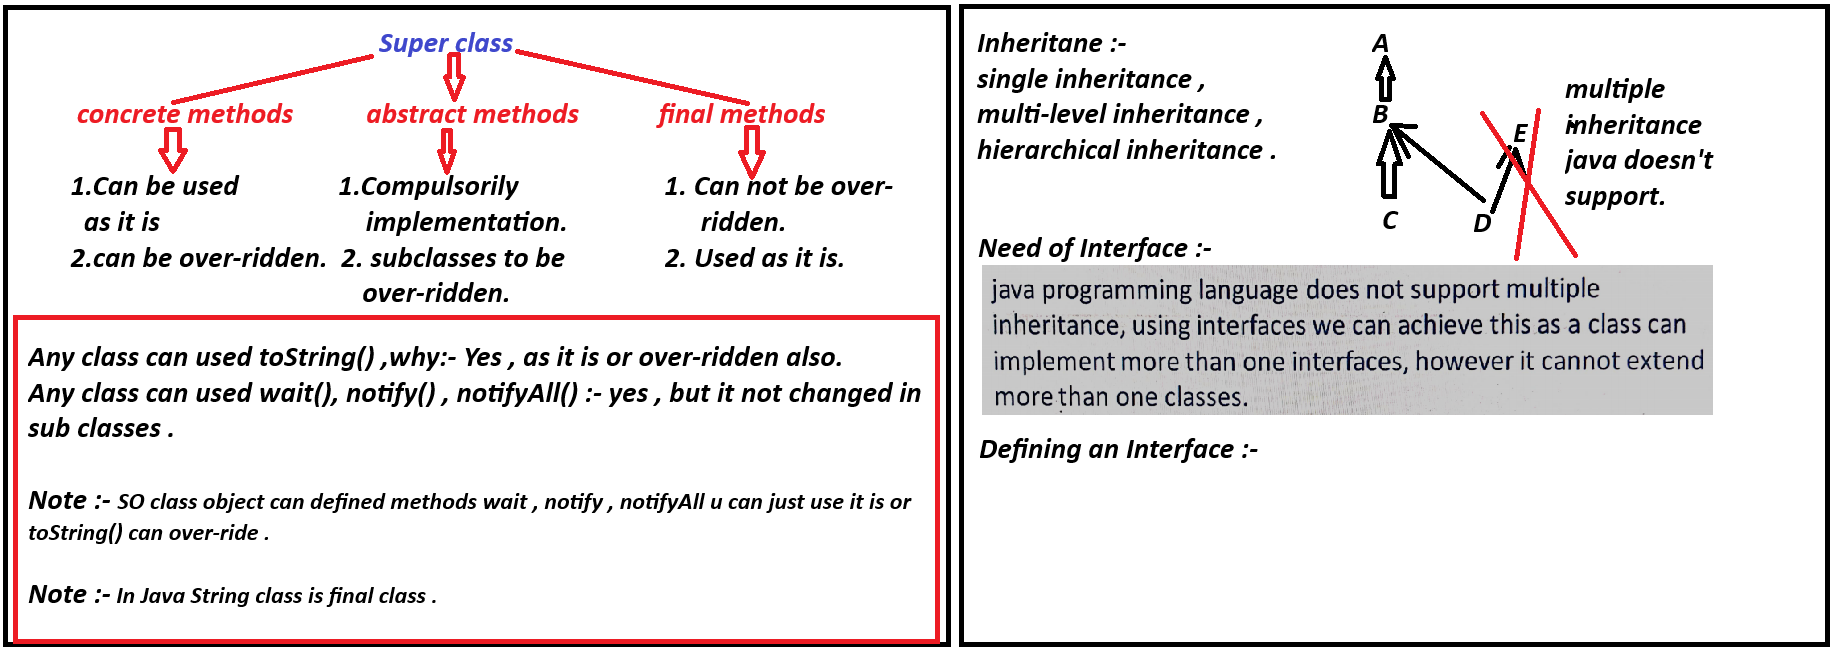 Super class
concrete methods
abstract methods
final methods
1.Can be used
as it is
2.can be over-ridden.
1.Compulsorily
implementation.
2. subclasses to be
over-ridden.
1. Can not be over-
ridden.
2. Used as it is.
Any class can used toString() ,why:- Yes , as it is or over-ridden also.
Any class can used wait(), notify() , notifyAll() :- yes , but it not changed in
sub classes .
Note :- SO class object can defined methods wait , notify , notifyAll u can just use it is or
toString() can over-ride .
Note :- In Java String class is final class .
Inheritane :-
single inheritance ,
multi-level inheritance ,
hierarchical inheritance .
A
B
C
D
E
multiple
inheritance
java doesn't
support.
Need of Interface :-
java programming language does not support multiple
inheritance, using interfaces we can achieve this as a class can
implement more than one interfaces, however it cannot extend
more than one classes.
Defining an Interface :-